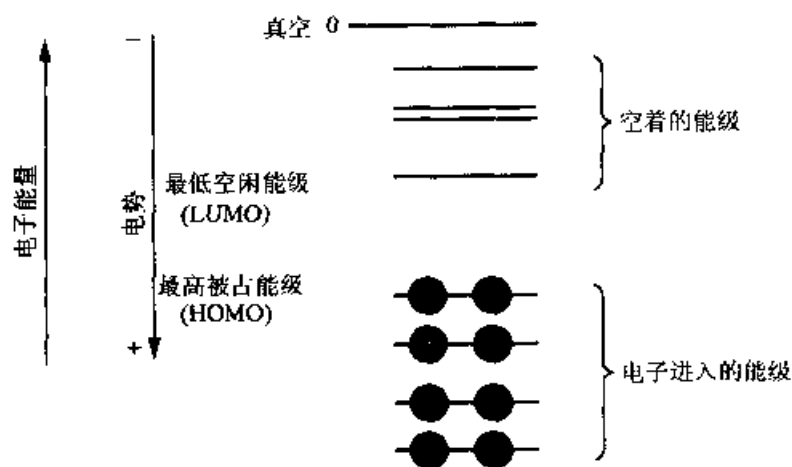 真空 0
−
空着的能级
电子能量
电势
最低空闲能级
(LUMO)
最高被占能级
(HOMO)
+
电子进入的能级